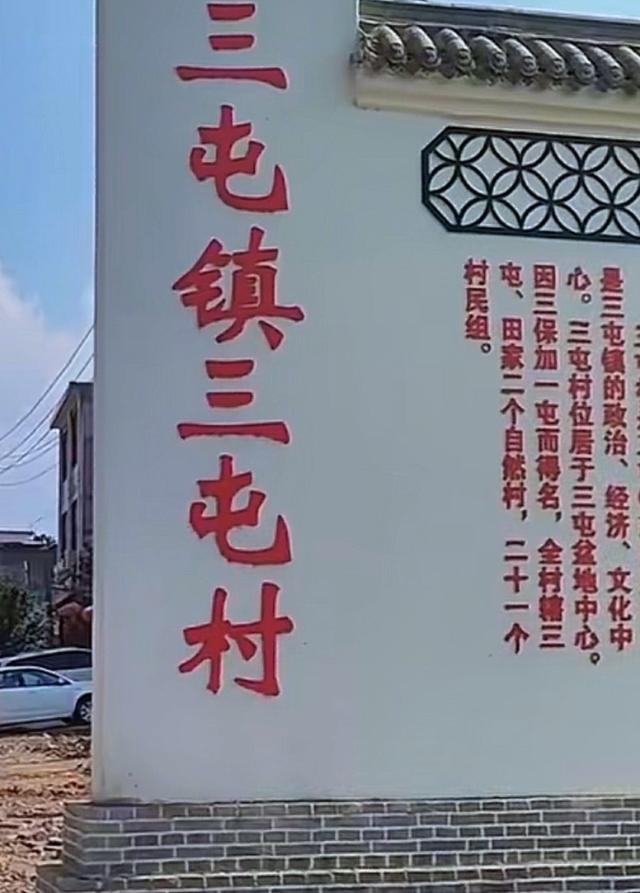 三屯镇三屯村
是三屯镇的政治、经济、文化中
心。三屯村位居于三屯盆地中心。
因三保加一屯而得名，全村辖三
屯、田家二个自然村，二十一个
村民组。